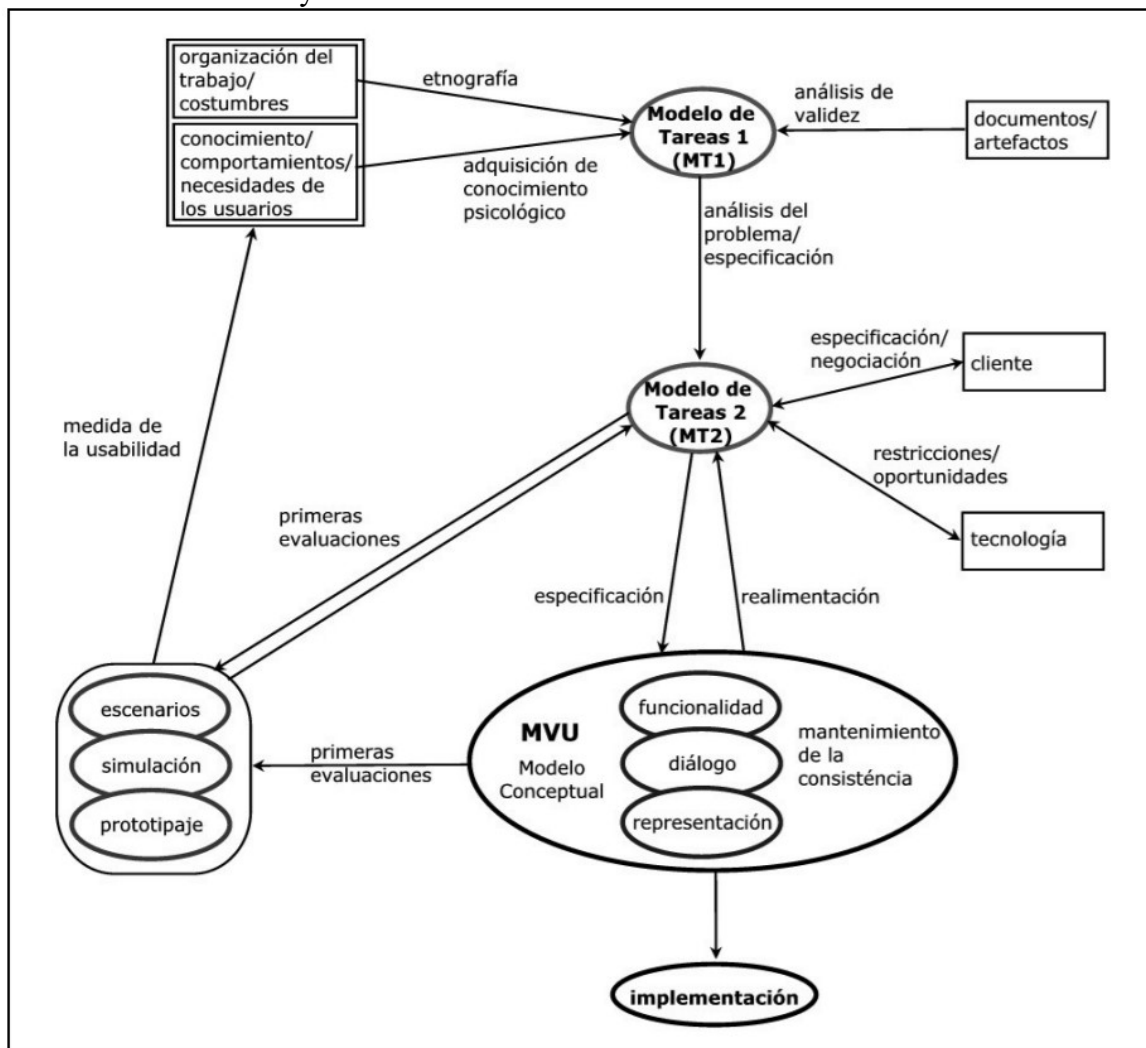 organización del
trabajo/
costumbres
conocimiento/
comportamientos/
necesidades de
los usuarios
etnografía
adquisición de
conocimiento
psicológico
Modelo de
Tareas 1
(MT1)
análisis de
validez
documentos/
artefactos
análisis del
problema/
especificación
especificación/
negociación
cliente
Modelo de
Tareas 2
(MT2)
restricciones/
oportunidades
tecnología
medida de
la usabilidad
primeras
evaluaciones
especificación
realimentación
escenarios
simulación
prototipaje
primeras
evaluaciones
MVU
Modelo
Conceptual
funcionalidad
diálogo
representación
mantenimiento
de la
consisténcia
implementación